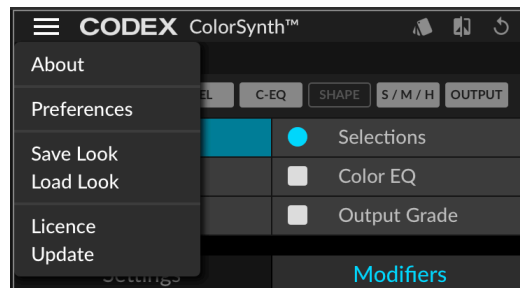 CODEX ColorSynth™
About
Preferences
Save Look
Load Look
Licence
Update
C-EQ SHAPE S / M / H OUTPUT
Selections
Color EQ
Output Grade
Settings Modifiers